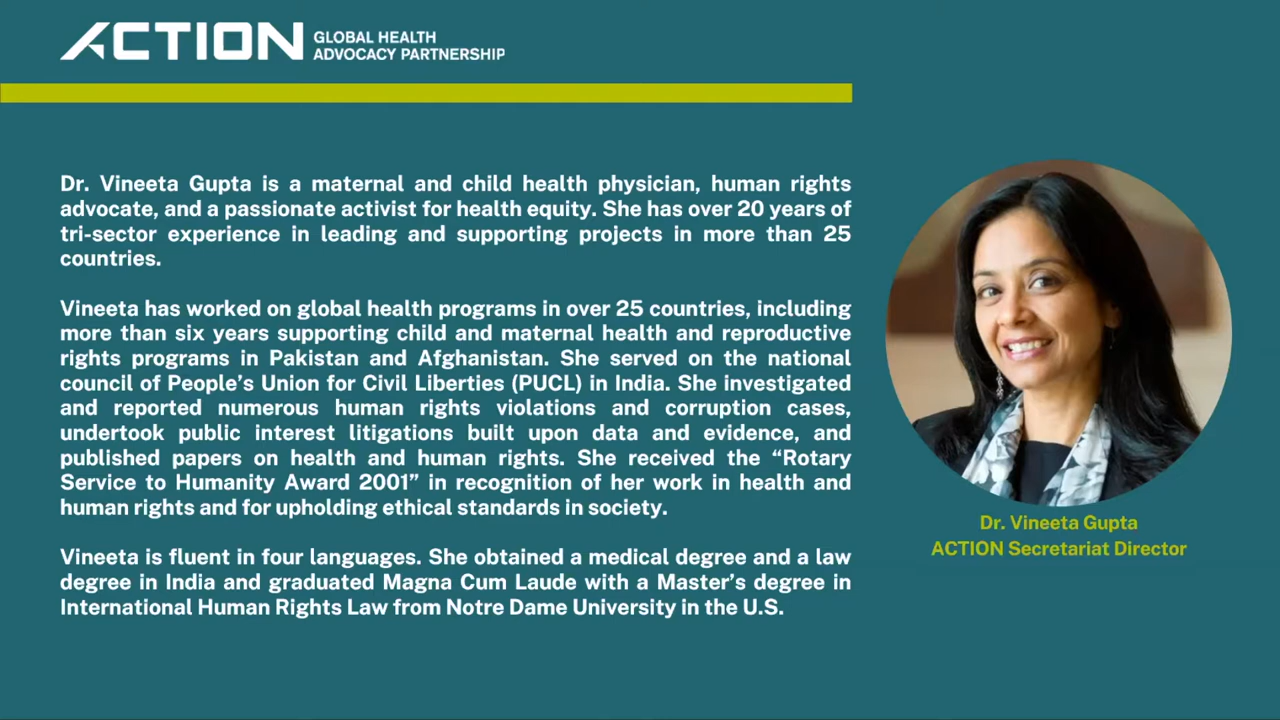 ACTION GLOBAL HEALTH
ADVOCACY PARTNERSHIP
Dr. Vineeta Gupta is a maternal and child health physician, human rights
advocate, and a passionate activist for health equity. She has over 20 years of
tri-sector experience in leading and supporting projects in more than 25
countries.
Vineeta has worked on global health programs in over 25 countries, including
more than six years supporting child and maternal health and reproductive
rights programs in Pakistan and Afghanistan. She served on the national
council of People’s Union for Civil Liberties (PUCL) in India. She investigated
and reported numerous human rights violations and corruption cases,
undertook public interest litigations built upon data and evidence, and
published papers on health and human rights. She received the “Rotary
Service to Humanity Award 2001” in recognition of her work in health and
human rights and for upholding ethical standards in society.
Vineeta is fluent in four languages. She obtained a medical degree and a law
degree in India and graduated Magna Cum Laude with a Master’s degree in
International Human Rights Law from Notre Dame University in the U.S.
Dr. Vineeta Gupta
ACTION Secretariat Director